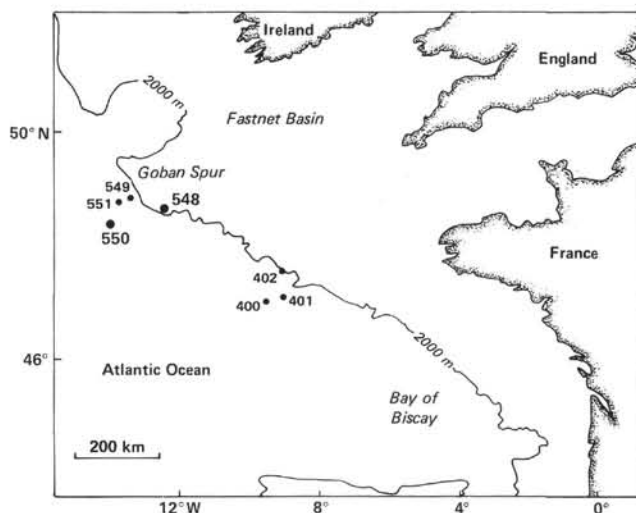 Ireland
England
2000 m
Fastnet Basin
50°N
Goban Spur
549
551
548
550
France
402
400
401
46°
2000 m
Atlantic Ocean
Bay of
Biscay
200 km
12°W
8°
4°
0°